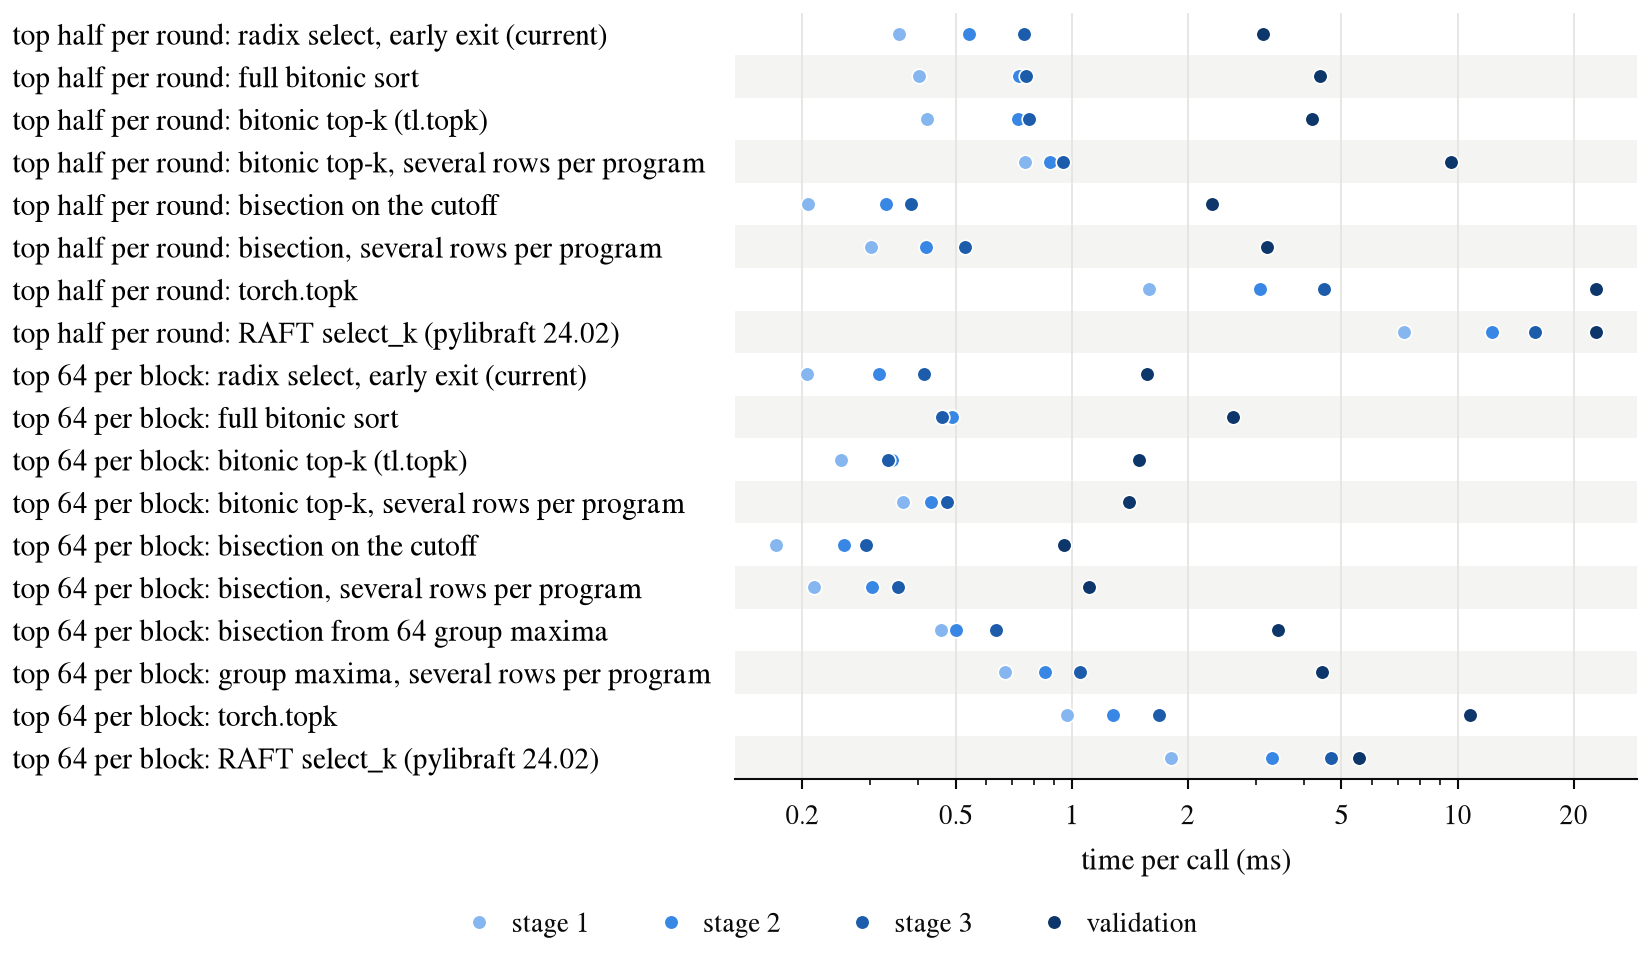 top half per round: radix select, early exit (current)
top half per round: full bitonic sort
top half per round: bitonic top-k (tl.topk)
top half per round: bitonic top-k, several rows per program
top half per round: bisection on the cutoff
top half per round: bisection, several rows per program
top half per round: torch.topk
top half per round: RAFT select_k (pylibraft 24.02)
top 64 per block: radix select, early exit (current)
top 64 per block: full bitonic sort
top 64 per block: bitonic top-k (tl.topk)
top 64 per block: bitonic top-k, several rows per program
top 64 per block: bisection on the cutoff
top 64 per block: bisection, several rows per program
top 64 per block: bisection from 64 group maxima
top 64 per block: group maxima, several rows per program
top 64 per block: torch.topk
top 64 per block: RAFT select_k (pylibraft 24.02)
0.2 0.5 1 2 5 10 20
time per call (ms)
stage 1 stage 2 stage 3 validation